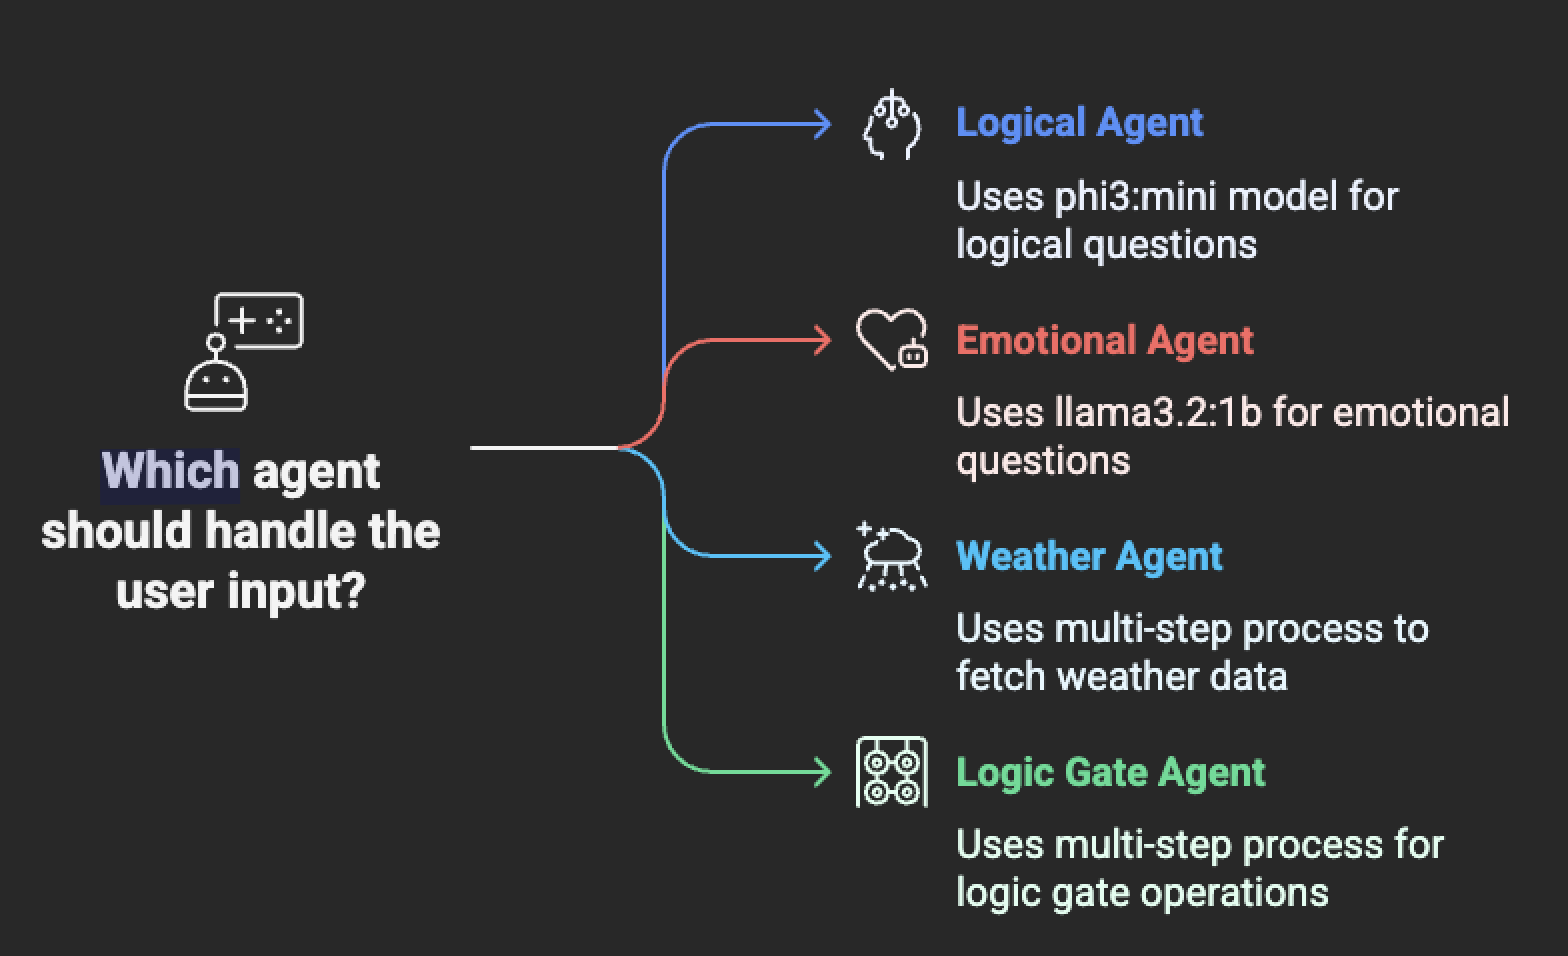 Which agent
should handle the
user input?
Logical Agent
Uses phi3:mini model for
logical questions
Emotional Agent
Uses llama3.2:1b for emotional
questions
Weather Agent
Uses multi-step process to
fetch weather data
Logic Gate Agent
Uses multi-step process for
logic gate operations